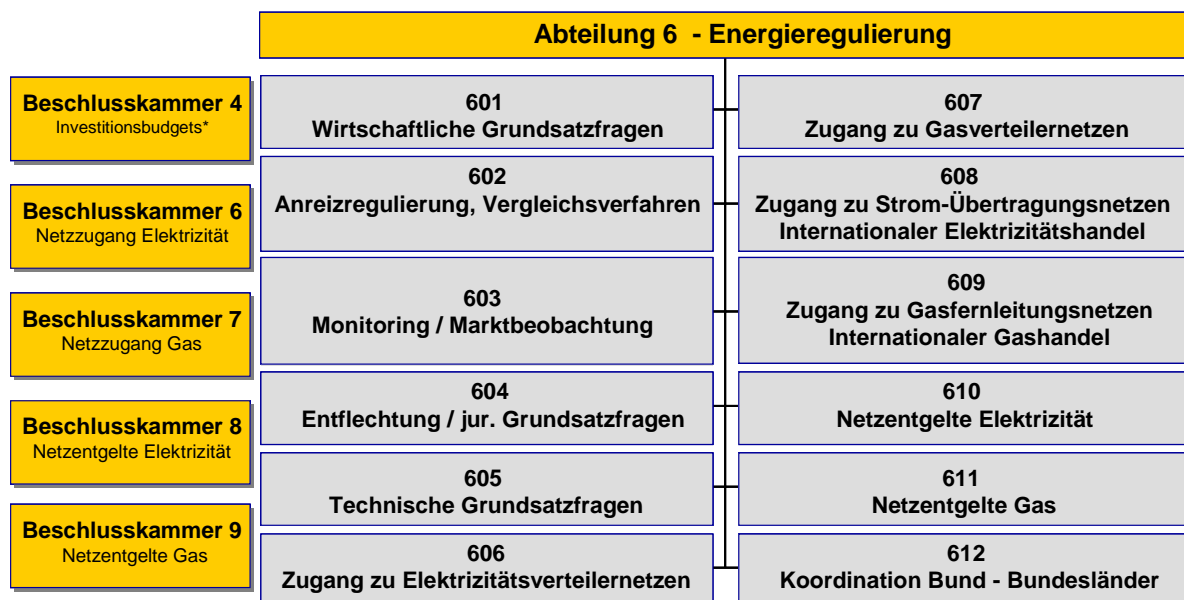 Abteilung 6 - Energieregulierung
Beschlusskammer 4
Investitionsbudgets*
Beschlusskammer 6
Netzzugang Elektrizität
Beschlusskammer 7
Netzzugang Gas
Beschlusskammer 8
Netzentgelte Elektrizität
Beschlusskammer 9
Netzentgelte Gas
601
Wirtschaftliche Grundsatzfragen
602
Anreizregulierung, Vergleichsverfahren
603
Monitoring / Marktbeobachtung
604
Entflechtung / jur. Grundsatzfragen
605
Technische Grundsatzfragen
606
Zugang zu Elektrizitätsverteilernetzen
607
Zugang zu Gasverteilernetzen
608
Zugang zu Strom-Übertragungsnetzen
Internationaler Elektrizitätshandel
609
Zugang zu Gasfernleitungsnetzen
Internationaler Gashandel
610
Netzentgelte Elektrizität
611
Netzentgelte Gas
612
Koordination Bund - Bundesländer